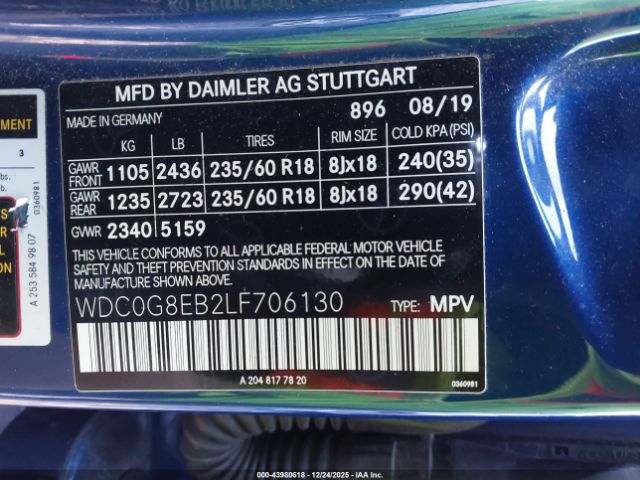 MFD BY DAIMLER AG STUTTGART
MADE IN GERMANY 896 08/19
KG LB TIRES RIM SIZE COLD KPA (PSI)
GAWR FRONT 1105 2436 235/60 R18 8Jx18 240(35)
GAWR REAR 1235 2723 235/60 R18 8Jx18 290(42)
GVWR 2340 5159
THIS VEHICLE CONFORMS TO ALL APPLICABLE FEDERAL MOTOR VEHICLE
SAFETY AND THEFT PREVENTION STANDARDS IN EFFECT ON THE DATE
OF MANUFACTURE SHOWN ABOVE.
WDC0G8EB2LF706130 TYPE: MPV
A 204 817 78 20
0360981
EMENT
3
lbs.
0360981
A 253 584 98 07
000-43980618 - 12/24/2025 - IAAI.COM